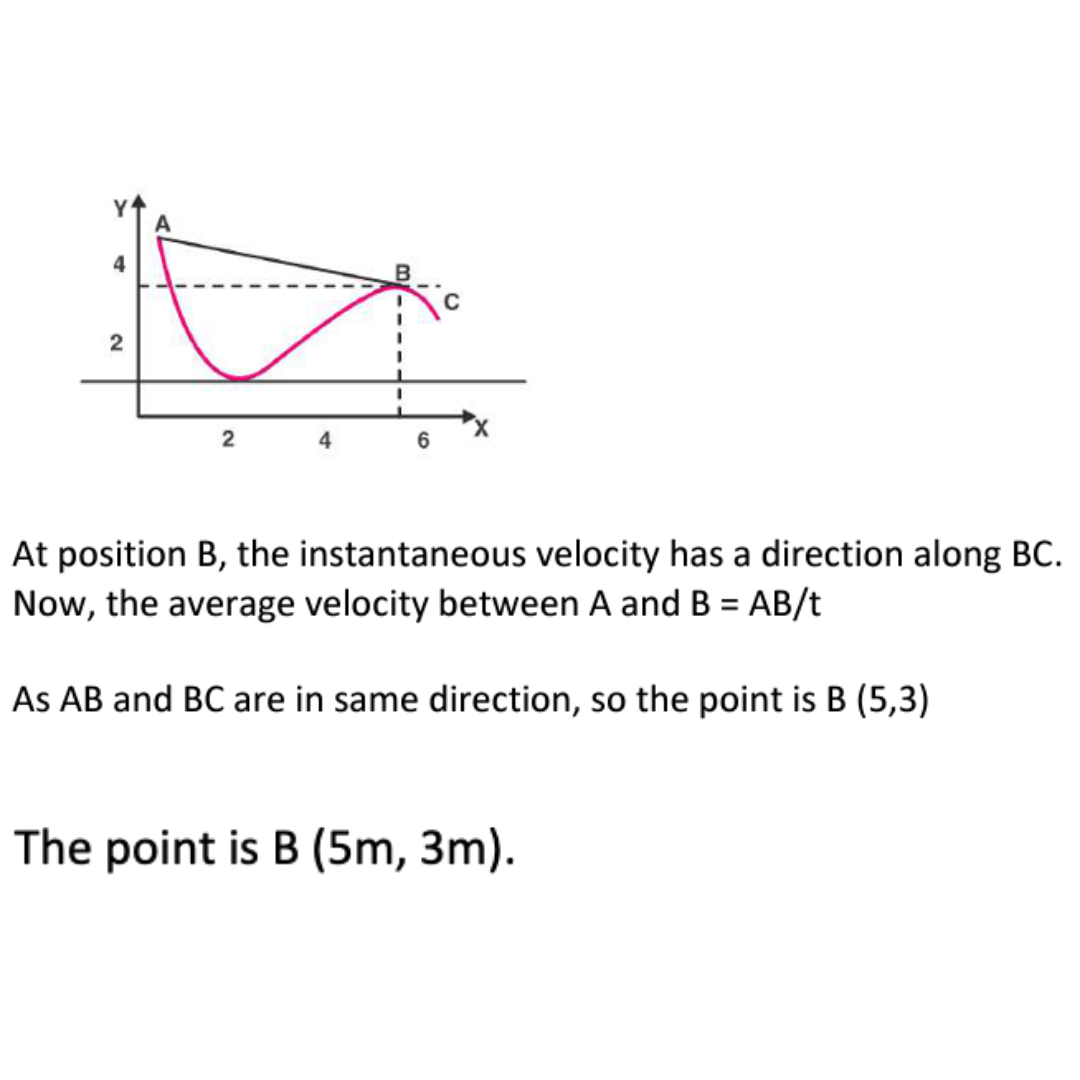 Y
A
4
B
C
2
X
2 4 6
At position B, the instantaneous velocity has a direction along BC.
Now, the average velocity between A and B = AB/t
As AB and BC are in same direction, so the point is B (5,3)
The point is B (5m, 3m).